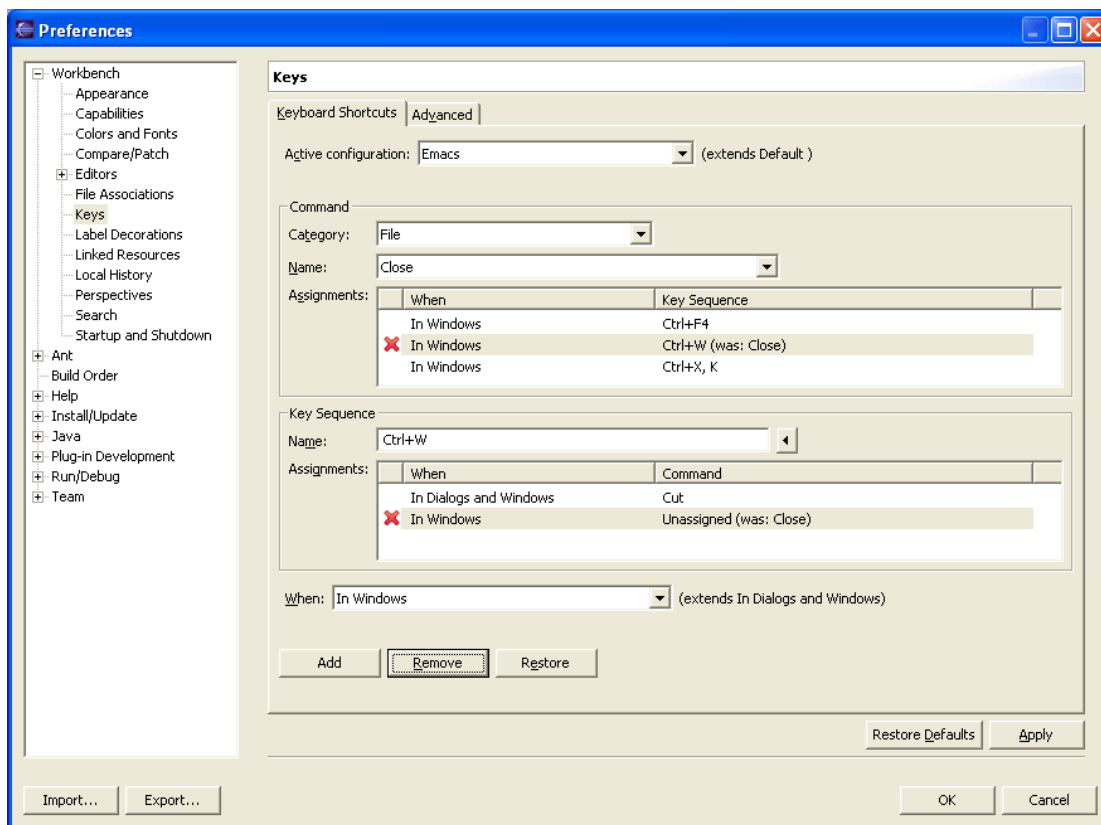 Preferences
Workbench
Appearance
Capabilities
Colors and Fonts
Compare/Patch
Editors
File Associations
Keys
Label Decorations
Linked Resources
Local History
Perspectives
Search
Startup and Shutdown
Ant
Build Order
Help
Install/Update
Java
Plug-in Development
Run/Debug
Team
Keys
Keyboard Shortcuts Advanced
Active configuration: Emacs (extends Default )
Command
Category: File
Name: Close
Assignments: When Key Sequence
In Windows Ctrl+F4
In Windows Ctrl+W (was: Close)
In Windows Ctrl+X, K
Key Sequence
Name: Ctrl+W
Assignments: When Command
In Dialogs and Windows Cut
In Windows Unassigned (was: Close)
When: In Windows (extends In Dialogs and Windows)
Add Remove Restore
Restore Defaults Apply
Import... Export... OK Cancel